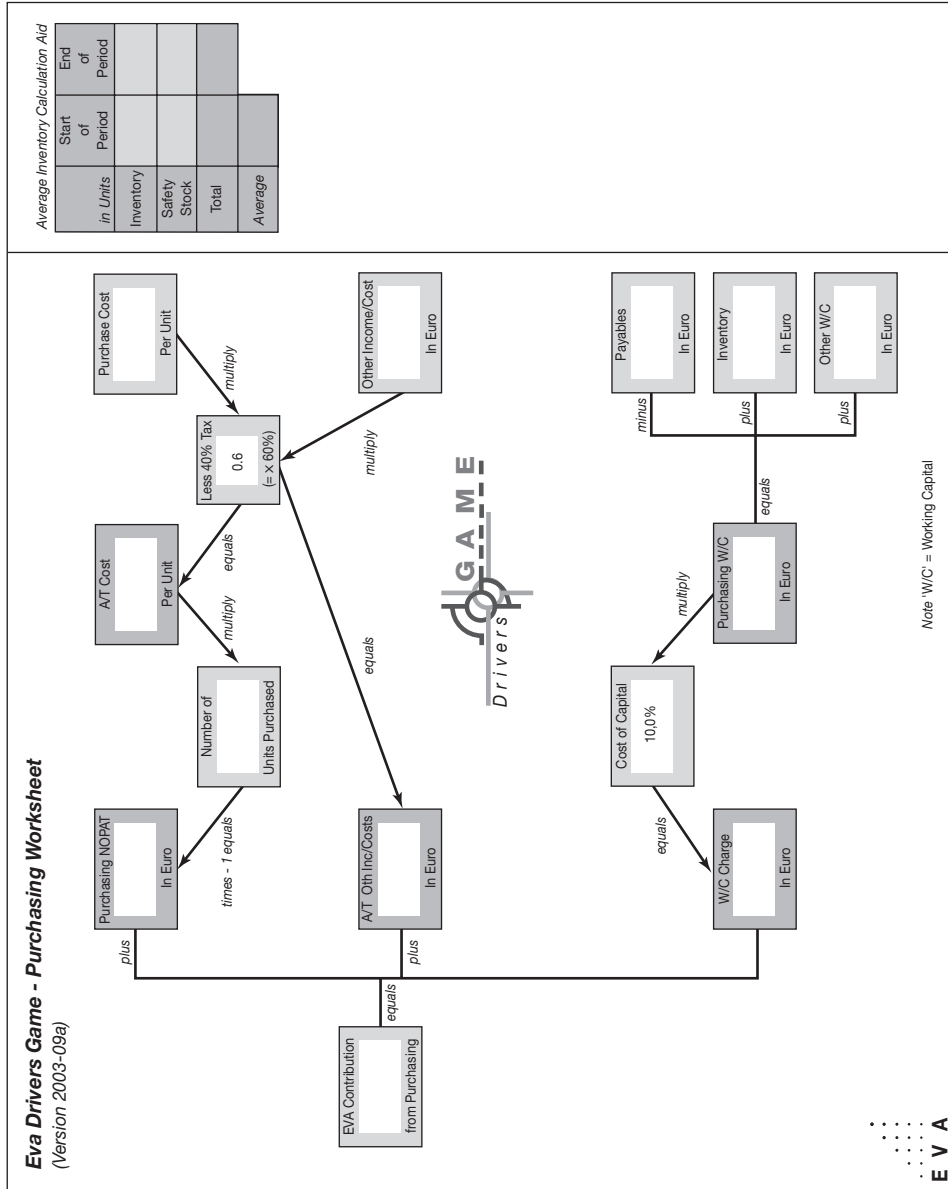 Eva Drivers Game - Purchasing Worksheet
(Version 2003-09a)
EVA Contribution
from Purchasing
equals
plus
plus
Purchasing NOPAT
In Euro
times - 1 equals
Number of
Units Purchased
multiply
A/T Cost
Per Unit
equals
Less 40% Tax
0.6
(= x 60%)
multiply
Purchase Cost
Per Unit
A/T Oth Inc/Costs
In Euro
equals
multiply
Other Income/Cost
In Euro
Drivers
GAME
W/C Charge
In Euro
equals
Cost of Capital
10,0%
multiply
Purchasing W/C
In Euro
equals
minus
plus
plus
Payables
In Euro
Inventory
In Euro
Other W/C
In Euro
Note 'W/C' = Working Capital
EVA
Average Inventory Calculation Aid
in Units
Start
of
Period
End
of
Period
Inventory
Safety
Stock
Total
Average